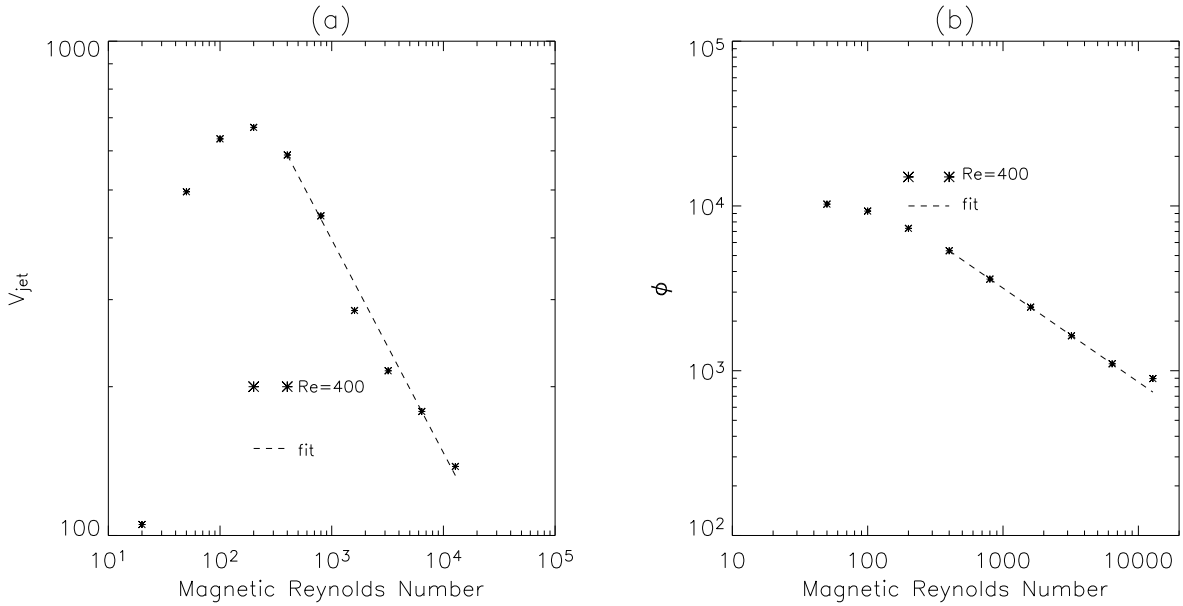 (a)
1000
V_jet
100
Re=400
fit
10^1 10^2 10^3 10^4 10^5
Magnetic Reynolds Number
(b)
10^5
10^4
ϕ
10^3
10^2
Re=400
fit
10 100 1000 10000
Magnetic Reynolds Number